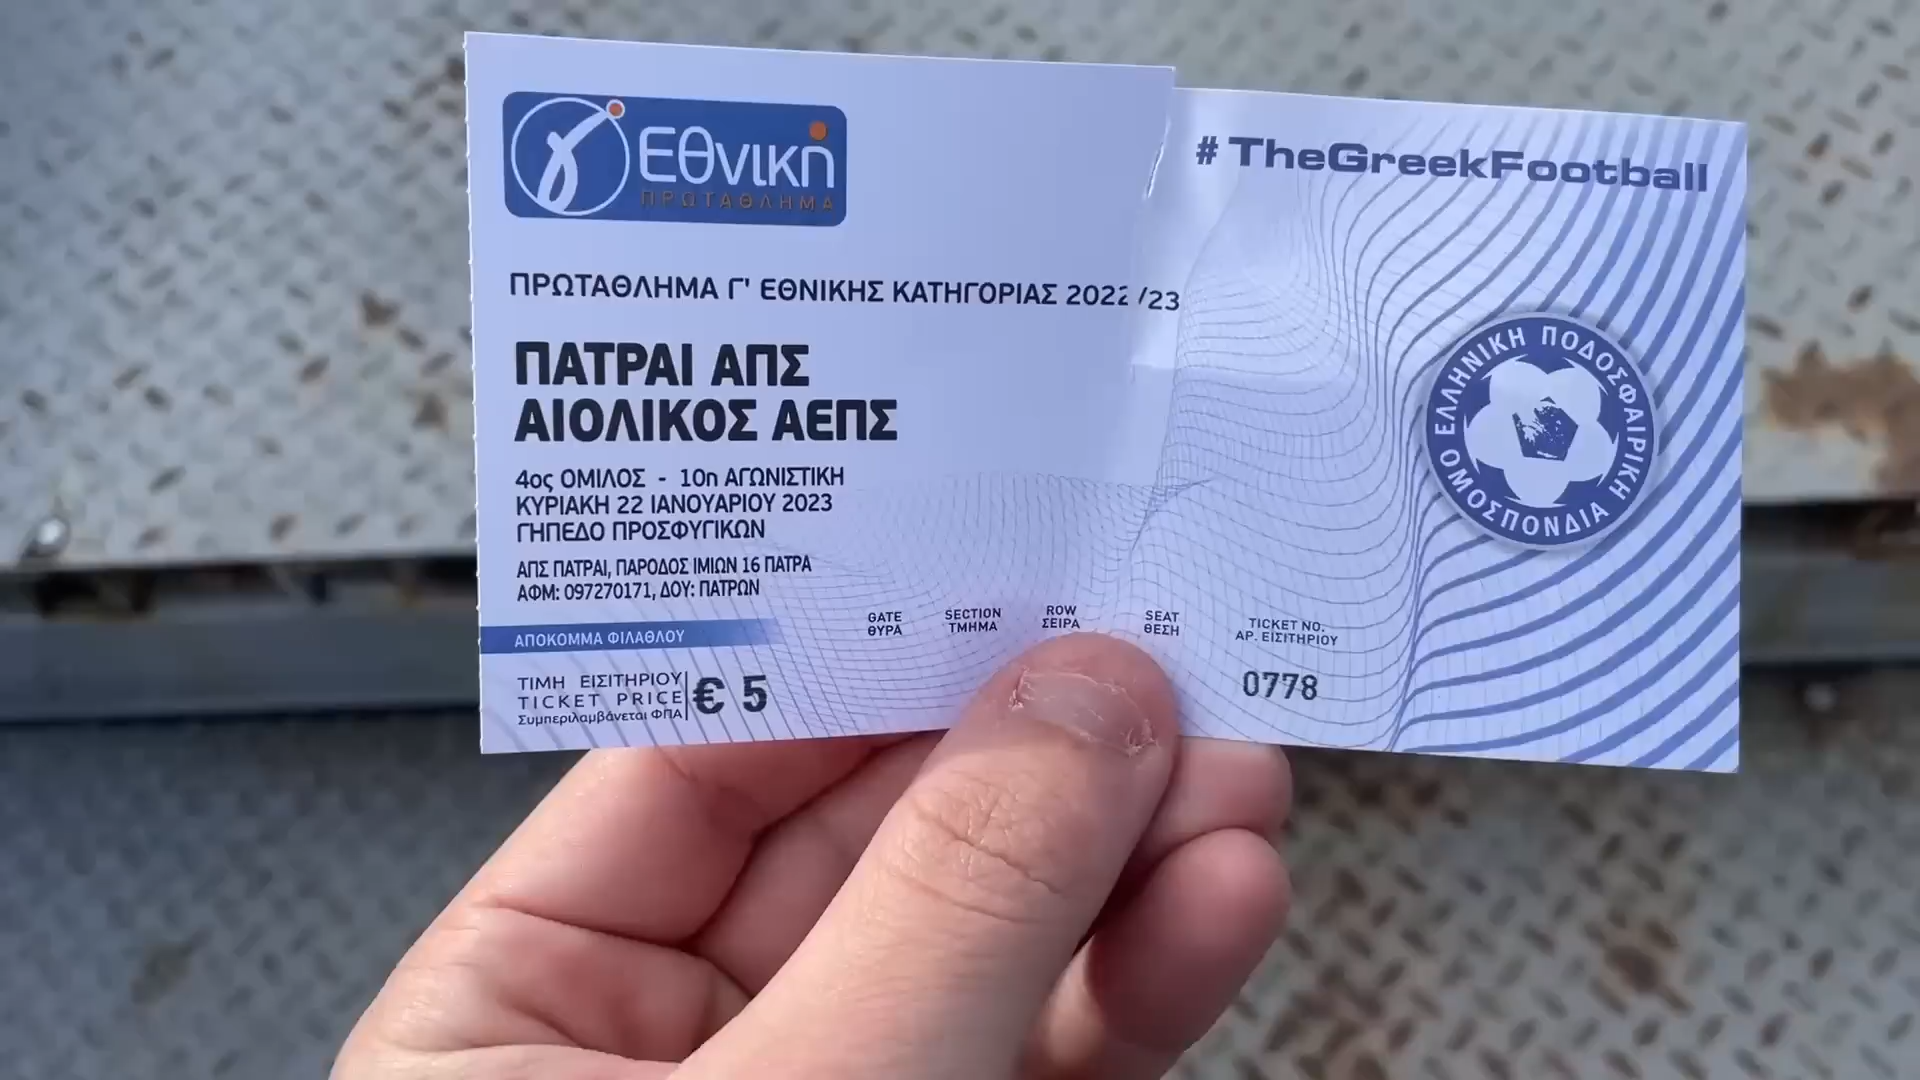 γ Εθνική
ΠΡΩΤΑΘΛΗΜΑ
#TheGreekFootball
ΠΡΩΤΑΘΛΗΜΑ Γ' ΕΘΝΙΚΗΣ ΚΑΤΗΓΟΡΙΑΣ 2022/23
ΠΑΤΡΑΙ ΑΠΣ
ΑΙΟΛΙΚΟΣ ΑΕΠΣ
4ος ΟΜΙΛΟΣ - 10η ΑΓΩΝΙΣΤΙΚΗ
ΚΥΡΙΑΚΗ 22 ΙΑΝΟΥΑΡΙΟΥ 2023
ΓΗΠΕΔΟ ΠΡΟΣΦΥΓΙΚΩΝ
ΑΠΣ ΠΑΤΡΑΙ, ΠΑΡΟΔΟΣ ΙΜΙΩΝ 16 ΠΑΤΡΑ
ΑΦΜ: 097270171, ΔΟΥ: ΠΑΤΡΩΝ
ΑΠΟΚΟΜΜΑ ΦΙΛΑΘΛΟΥ
ΤΙΜΗ ΕΙΣΙΤΗΡΙΟΥ
TICKET PRICE
Συμπεριλαμβάνεται ΦΠΑ
€ 5
GATE
ΘΥΡΑ
SECTION
ΤΜΗΜΑ
ROW
ΣΕΙΡΑ
SEAT
ΘΕΣΗ
TICKET NO.
ΑΡ. ΕΙΣΙΤΗΡΙΟΥ
0778
ΕΛΛΗΝΙΚΗ ΠΟΔΟΣΦΑΙΡΙΚΗ ΟΜΟΣΠΟΝΔΙΑ